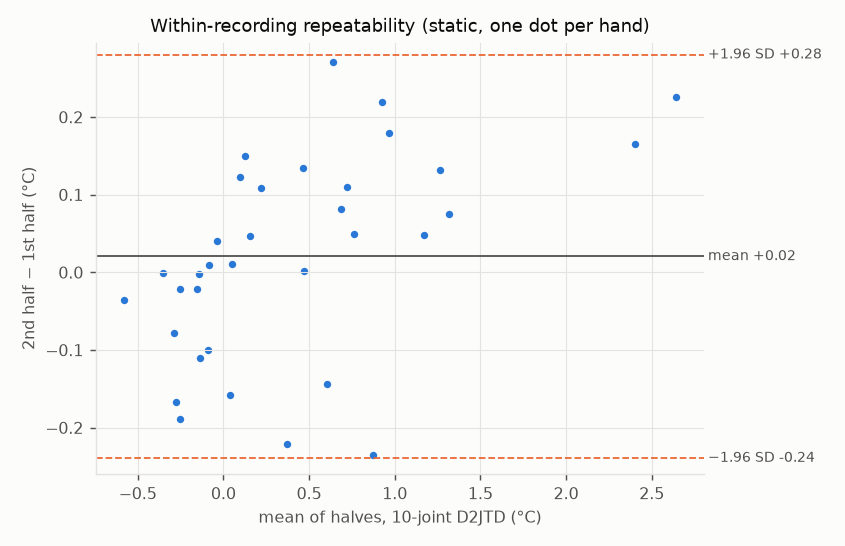 Within-recording repeatability (static, one dot per hand)
+1.96 SD +0.28
0.2
0.1
mean +0.02
0.0
−0.1
−0.2
−1.96 SD -0.24
2nd half − 1st half (°C)
−0.5 0.0 0.5 1.0 1.5 2.0 2.5
mean of halves, 10-joint D2JTD (°C)